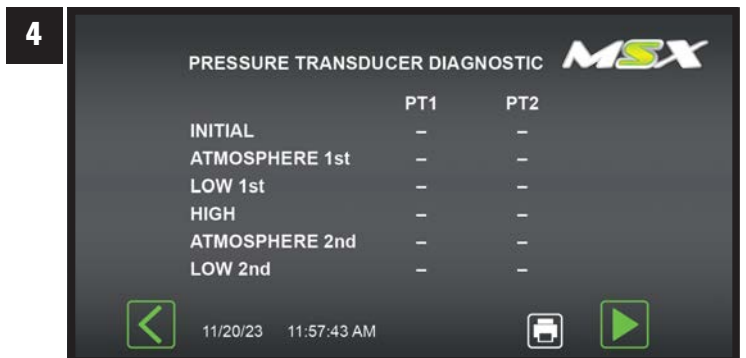 4
MSX
PRESSURE TRANSDUCER DIAGNOSTIC
PT1 PT2
INITIAL – –
ATMOSPHERE 1st – –
LOW 1st – –
HIGH – –
ATMOSPHERE 2nd – –
LOW 2nd – –
11/20/23 11:57:43 AM